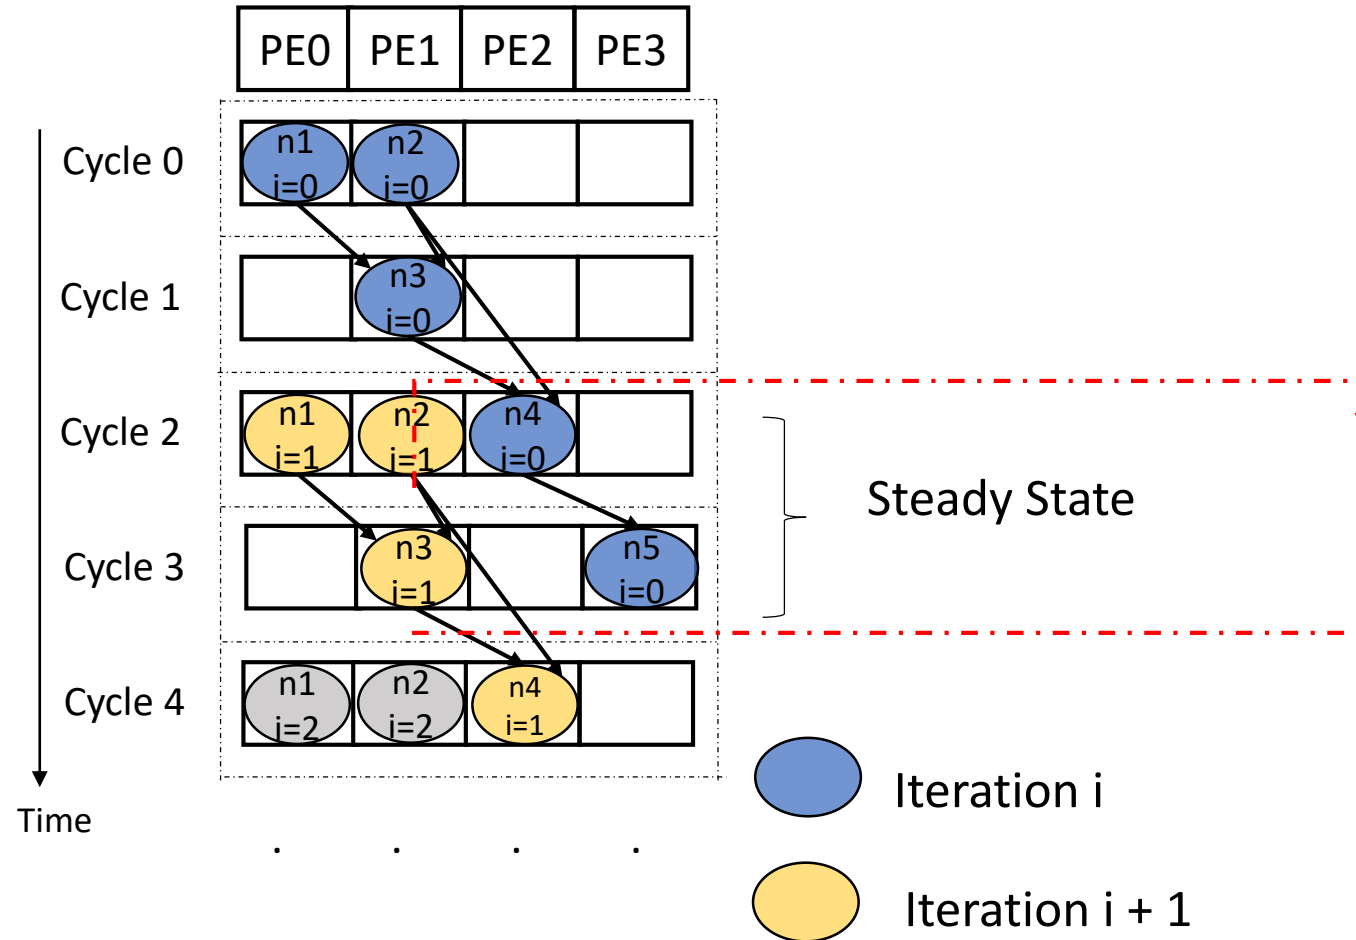 PE0 PE1 PE2 PE3
Cycle 0
n1 n2
i=0 i=0
Cycle 1
n3
i=0
Cycle 2
n1 n2 n4
i=1 i=1 i=0
Steady State
Cycle 3
n3 n5
i=1 i=0
Cycle 4
n1 n2 n4
i=2 i=2 i=1
Time
. . . .
Iteration i
Iteration i + 1